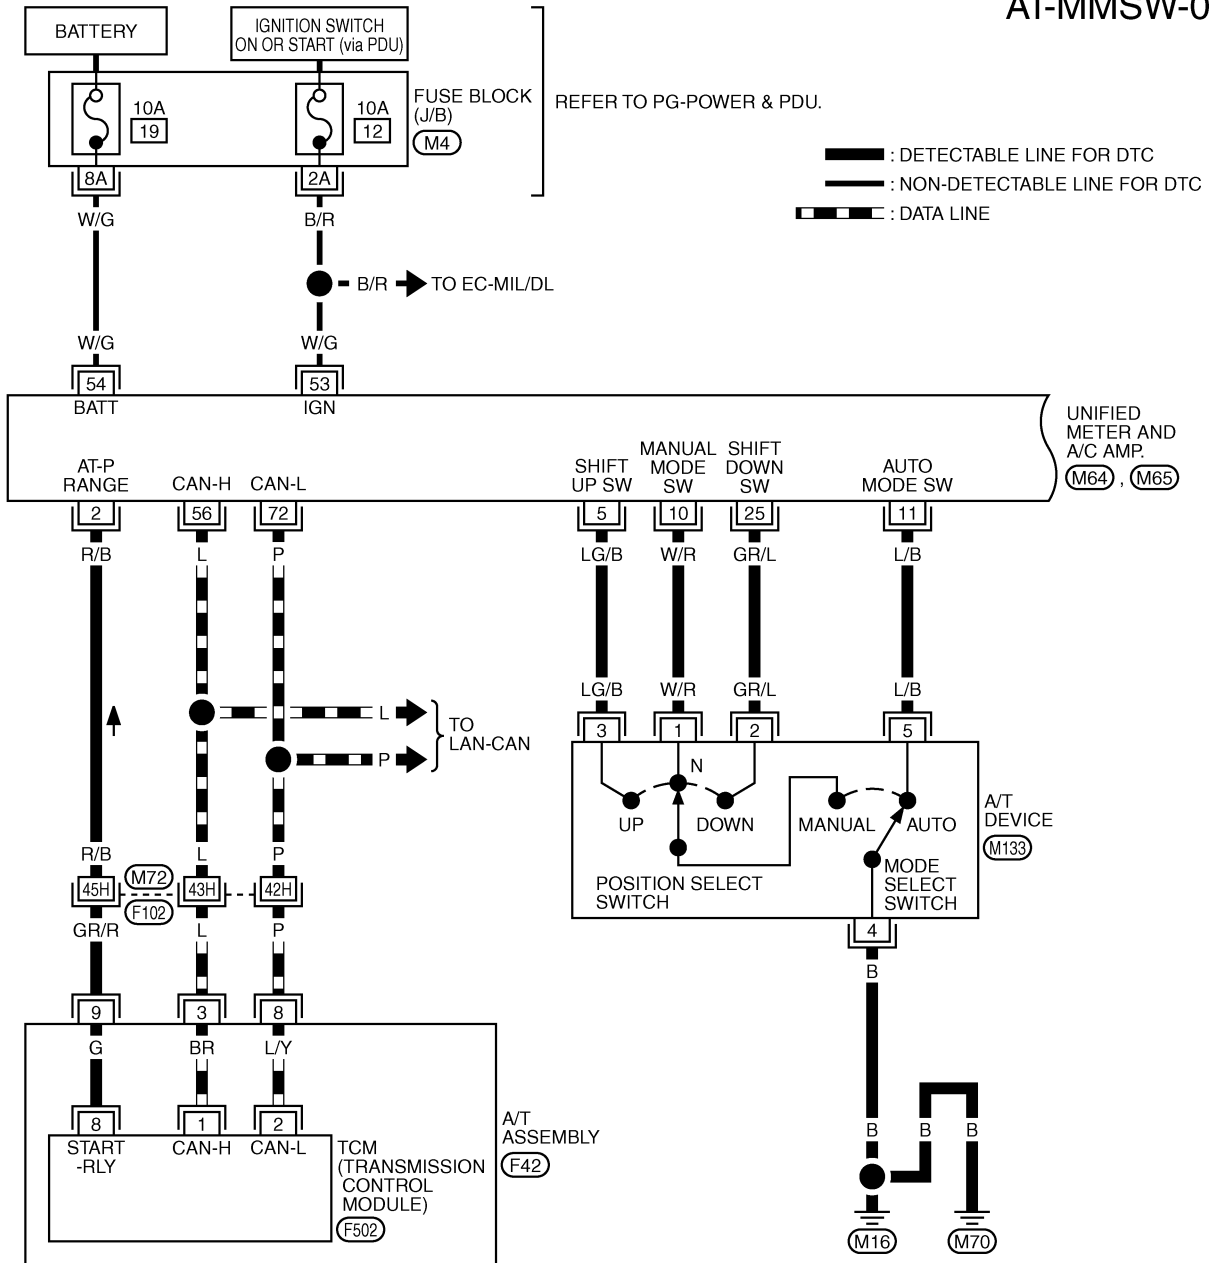 AT-MMSW-0
BATTERY
IGNITION SWITCH
ON OR START (via PDU)
10A
19
10A
12
FUSE BLOCK
(J/B)
M4
REFER TO PG-POWER & PDU.
: DETECTABLE LINE FOR DTC
: NON-DETECTABLE LINE FOR DTC
: DATA LINE
8A
2A
W/G
B/R
B/R
TO EC-MIL/DL
W/G
W/G
54
53
BATT
IGN
UNIFIED
METER AND
A/C AMP.
M64 , M65
AT-P
RANGE
CAN-H
CAN-L
SHIFT
UP SW
MANUAL
MODE
SW
SHIFT
DOWN
SW
AUTO
MODE SW
2
56
72
5
10
25
11
R/B
L
P
LG/B
W/R
GR/L
L/B
LG/B
W/R
GR/L
L/B
L
P
TO
LAN-CAN
3
1
2
5
N
UP
DOWN
MANUAL
AUTO
POSITION SELECT
SWITCH
MODE
SELECT
SWITCH
A/T
DEVICE
M133
R/B
L
P
45H
M72
F102
43H
42H
GR/R
L
P
4
B
9
3
8
G
BR
L/Y
8
1
2
START
-RLY
CAN-H
CAN-L
TCM
(TRANSMISSION
CONTROL
MODULE)
F502
A/T
ASSEMBLY
F42
B
B
B
M16
M70